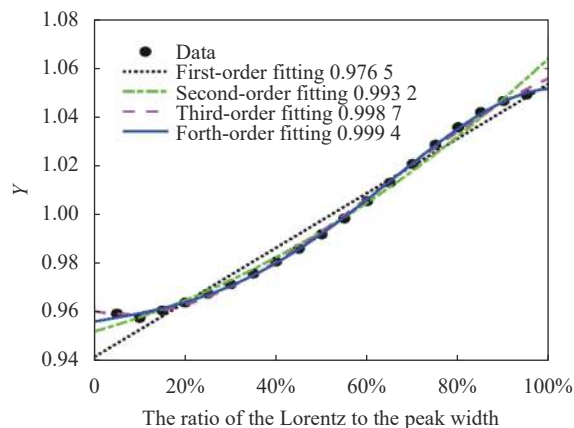 1.08
1.06
1.04
1.02
1.00
0.98
0.96
0.94
Y
Data
First-order fitting 0.976 5
Second-order fitting 0.993 2
Third-order fitting 0.998 7
Forth-order fitting 0.999 4
0 20% 40% 60% 80% 100%
The ratio of the Lorentz to the peak width